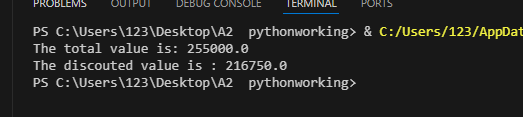 PROBLEMS OUTPUT DEBUG CONSOLE TERMINAL PORTS
PS C:\Users\123\Desktop\A2  pythonworking> & C:/Users/123/AppDat
The total value is: 255000.0
The discouted value is : 216750.0
PS C:\Users\123\Desktop\A2  pythonworking>